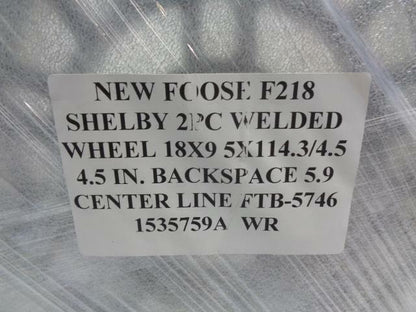 NEW FOOSE F218
SHELBY 2PC WELDED
WHEEL 18X9 5X114.3/4.5
4.5 IN. BACKSPACE 5.9
CENTER LINE FTB-5746
1535759A WR